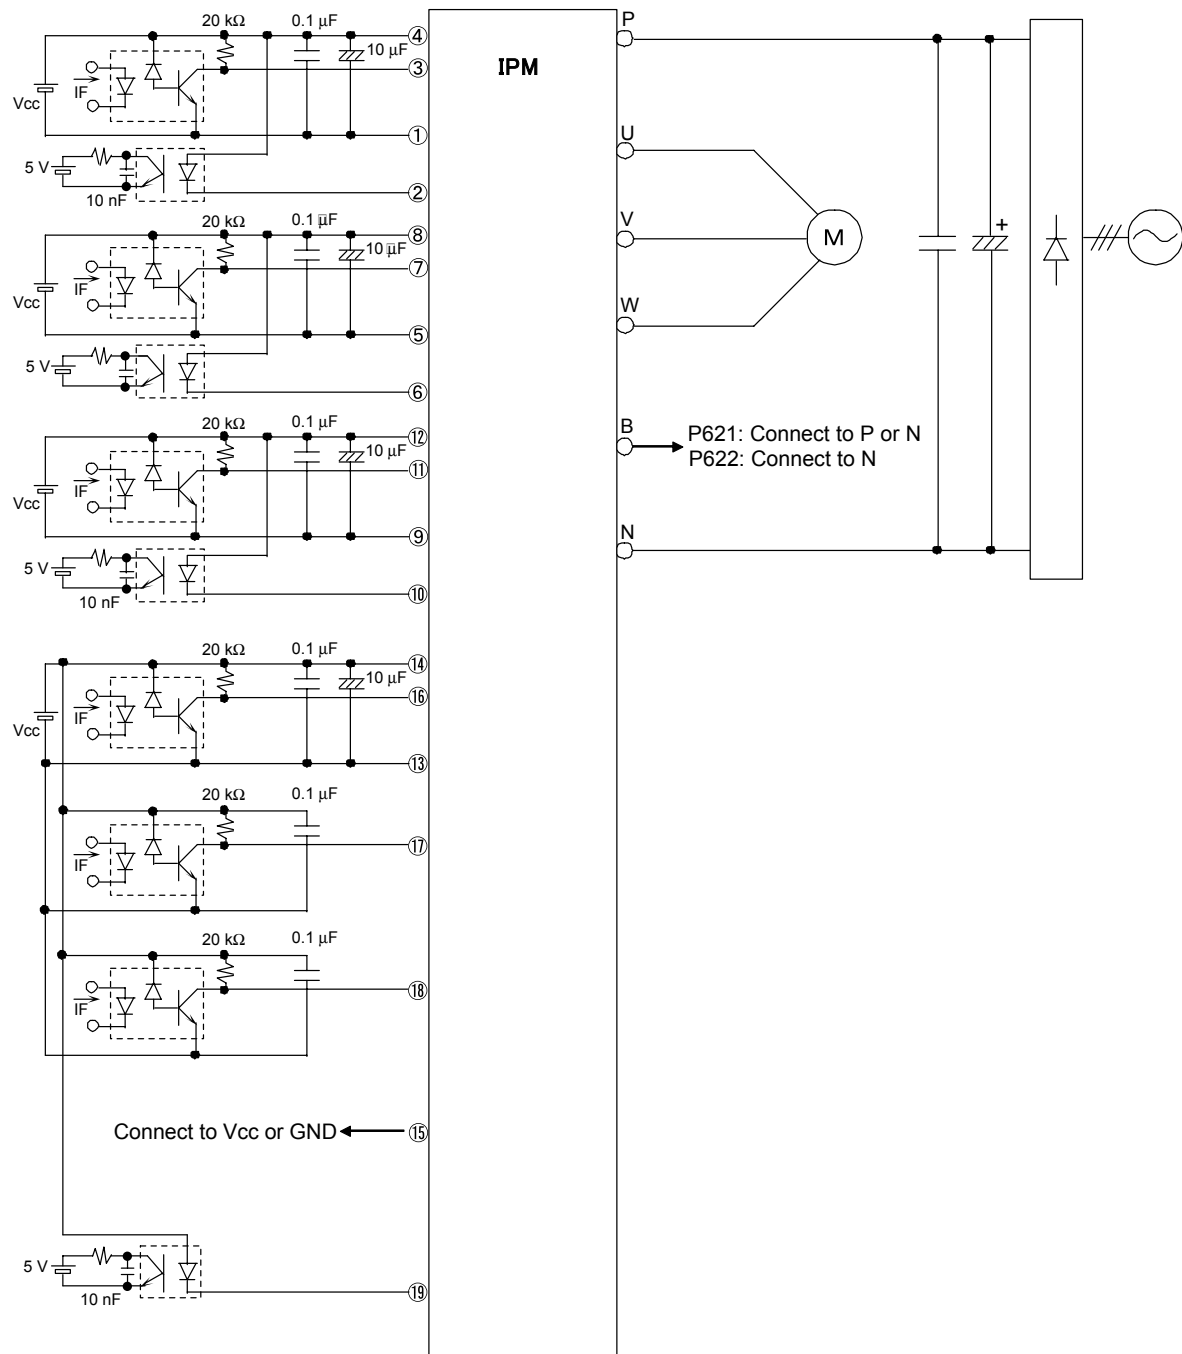 20 kΩ 0.1 μF
④ P
10 μF
③ IPM
IF
Vcc
① U
5 V
②
10 nF
20 kΩ 0.1 μF
⑧ V
10 μF
⑦ M
IF
Vcc
⑤ W
5 V
⑥
20 kΩ 0.1 μF
⑫ B
10 μF P621: Connect to P or N
⑪ P622: Connect to N
IF
Vcc
⑨ N
5 V
⑩
10 nF
20 kΩ 0.1 μF
⑭
10 μF
⑯
IF
Vcc
⑬
20 kΩ 0.1 μF
⑰
IF
20 kΩ 0.1 μF
⑱
IF
Connect to Vcc or GND ⑮
5 V
10 nF ⑲
+